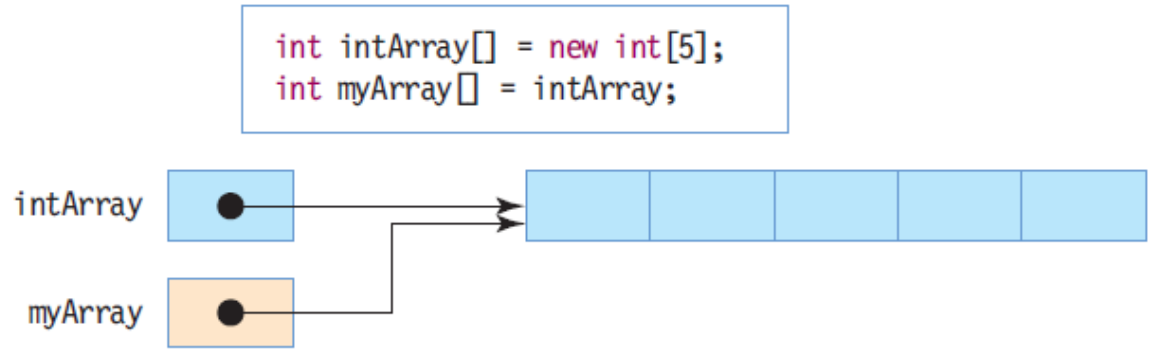 int intArray[] = new int[5];
int myArray[] = intArray;
intArray
myArray